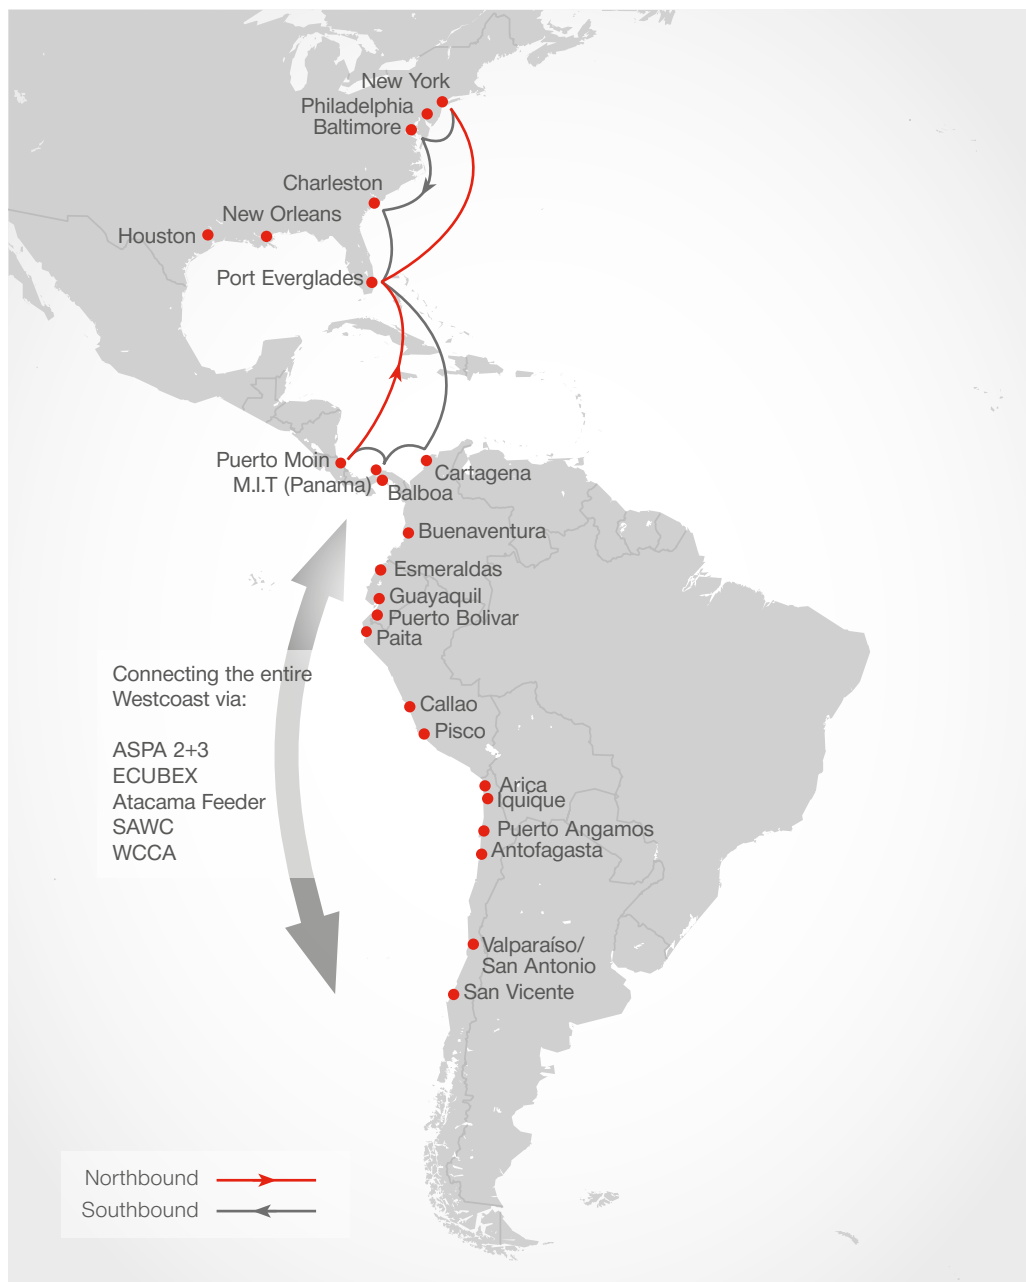 New York
Philadelphia
Baltimore
Charleston
New Orleans
Houston
Port Everglades
Puerto Moin
M.I.T (Panama)
Cartagena
Balboa
Buenaventura
Esmeraldas
Guayaquil
Puerto Bolivar
Paita
Connecting the entire
Westcoast via:
ASPA 2+3
ECUBEX
Atacama Feeder
SAWC
WCCA
Callao
Pisco
Arica
Iquique
Puerto Angamos
Antofagasta
Valparaíso/
San Antonio
San Vicente
Northbound
Southbound